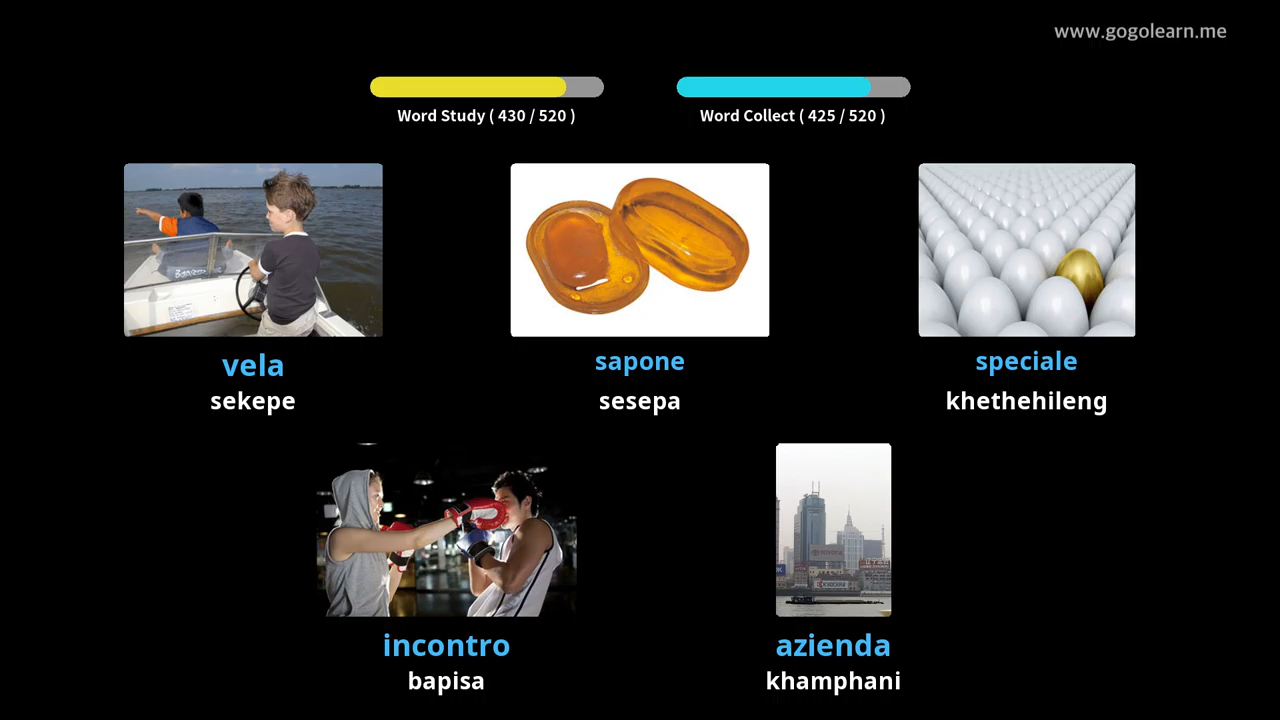 www.gogolearn.me
Word Study ( 430 / 520 )
Word Collect ( 425 / 520 )
vela
sekepe
sapone
sesepa
speciale
khethehileng
incontro
bapisa
TOYOTA
azienda
khamphani